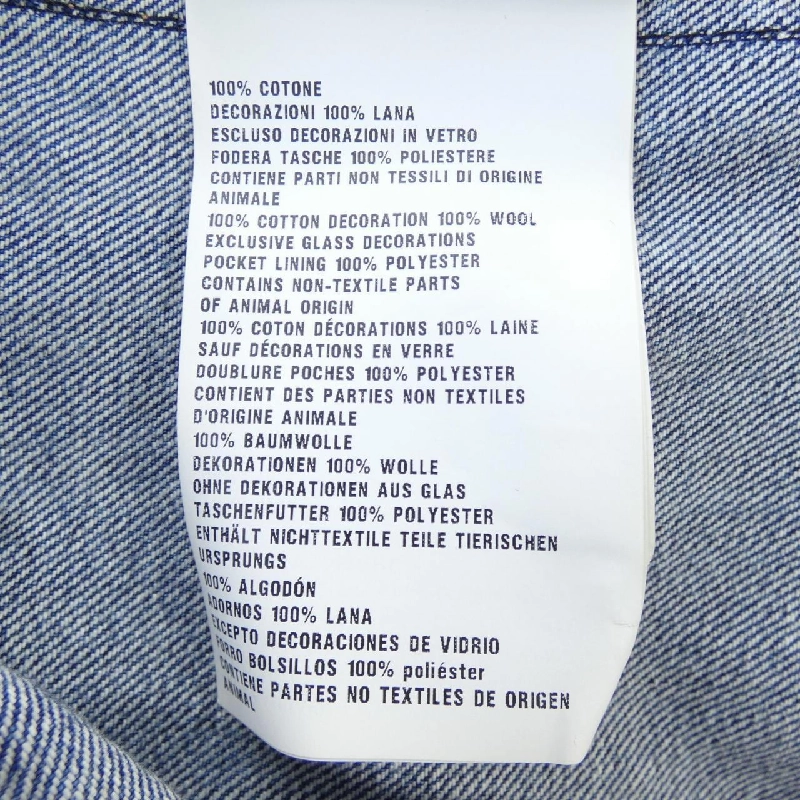 100% COTONE
DECORAZIONI 100% LANA
ESCLUSO DECORAZIONI IN VETRO
FODERA TASCHE 100% POLIESTERE
CONTIENE PARTI NON TESSILI DI ORIGINE
ANIMALE
100% COTTON DECORATION 100% WOOL
EXCLUSIVE GLASS DECORATIONS
POCKET LINING 100% POLYESTER
CONTAINS NON-TEXTILE PARTS
OF ANIMAL ORIGIN
100% COTON DÉCORATIONS 100% LAINE
SAUF DÉCORATIONS EN VERRE
DOUBLURE POCHES 100% POLYESTER
CONTIENT DES PARTIES NON TEXTILES
D'ORIGINE ANIMALE
100% BAUMWOLLE
DEKORATIONEN 100% WOLLE
OHNE DEKORATIONEN AUS GLAS
TASCHENFUTTER 100% POLYESTER
ENTHÄLT NICHTTEXTILE TEILE TIERISCHEN
URSPRUNGS
100% ALGODÓN
ADORNOS 100% LANA
EXCEPTO DECORACIONES DE VIDRIO
FORRO BOLSILLOS 100% poliéster
CONTIENE PARTES NO TEXTILES DE ORIGEN
ANIMAL